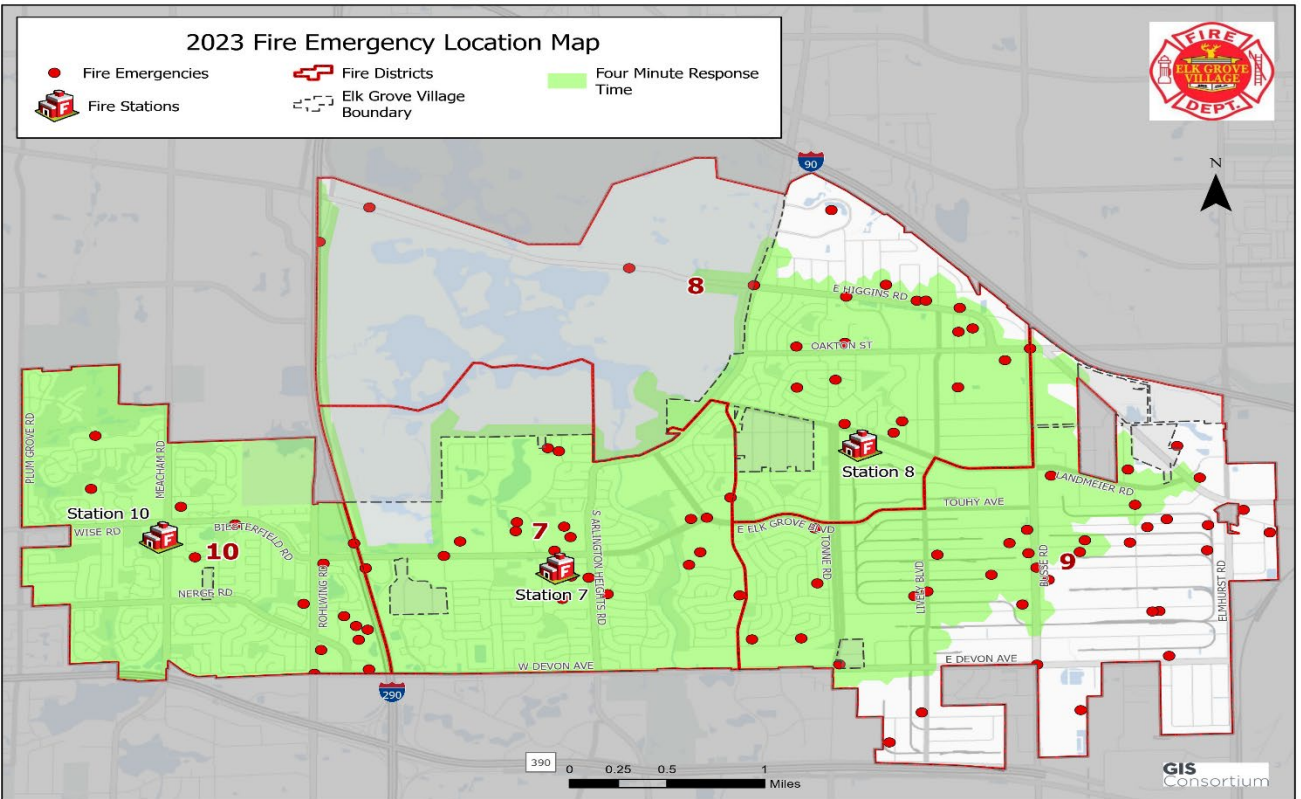 2023 Fire Emergency Location Map
Fire Emergencies
Fire Districts
Four Minute Response
Time
Fire Stations
Elk Grove Village
Boundary
F
FIRE
ELK GROVE
VILLAGE
DEPT.
N
90
8
E HIGGINS RD
OAKTON ST
PLUM GROVE RD
MEACHAM RD
F
Station 8
LANDMEIER RD
TOUHY AVE
Station 10
WISE RD
F
BIESTERFIELD RD
10
NERGE RD
ROHLWING RD
7
S ARLINGTON HEIGHTS RD
F
Station 7
E ELK GROVE BLVD
TONNE RD
LIVELY BLVD
BUSSE RD
9
ELMHURST RD
W DEVON AVE
E DEVON AVE
290
390
0 0.25 0.5 1
Miles
GIS
Consortium